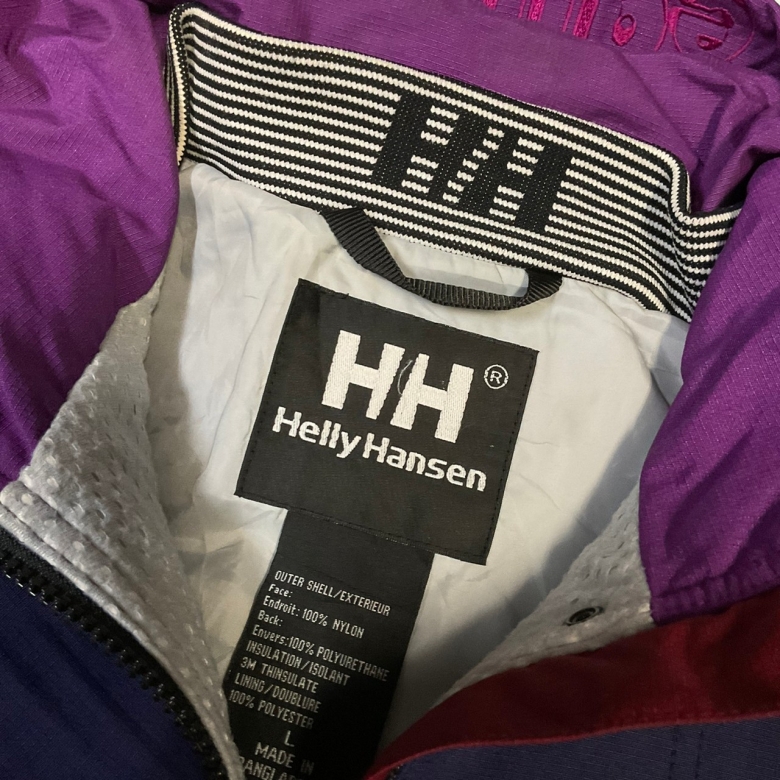 HH
HH®
Helly Hansen
OUTER SHELL/EXTERIEUR
Face:
Endroit: 100% NYLON
Back:
Envers:100% POLYURETHANE
INSULATION/ISOLANT
3M THINSULATE
LINING/DOUBLURE
100% POLYESTER
L
MADE IN